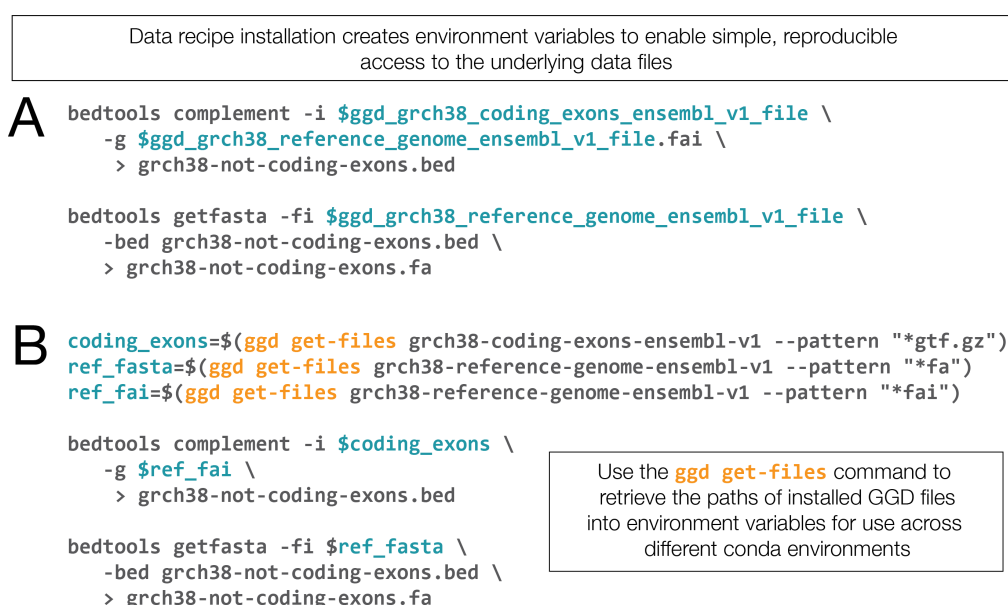 Data recipe installation creates environment variables to enable simple, reproducible
access to the underlying data files
A
bedtools complement -i $ggd_grch38_coding_exons_ensembl_v1_file \
-g $ggd_grch38_reference_genome_ensembl_v1_file.fai \
> grch38-not-coding-exons.bed
bedtools getfasta -fi $ggd_grch38_reference_genome_ensembl_v1_file \
-bed grch38-not-coding-exons.bed \
> grch38-not-coding-exons.fa
B
coding_exons=$(ggd get-files grch38-coding-exons-ensembl-v1 --pattern "*gtf.gz")
ref_fasta=$(ggd get-files grch38-reference-genome-ensembl-v1 --pattern "*fa")
ref_fai=$(ggd get-files grch38-reference-genome-ensembl-v1 --pattern "*fai")
bedtools complement -i $coding_exons \
-g $ref_fai \
> grch38-not-coding-exons.bed
bedtools getfasta -fi $ref_fasta \
-bed grch38-not-coding-exons.bed \
> grch38-not-coding-exons.fa
Use the ggd get-files command to
retrieve the paths of installed GGD files
into environment variables for use across
different conda environments